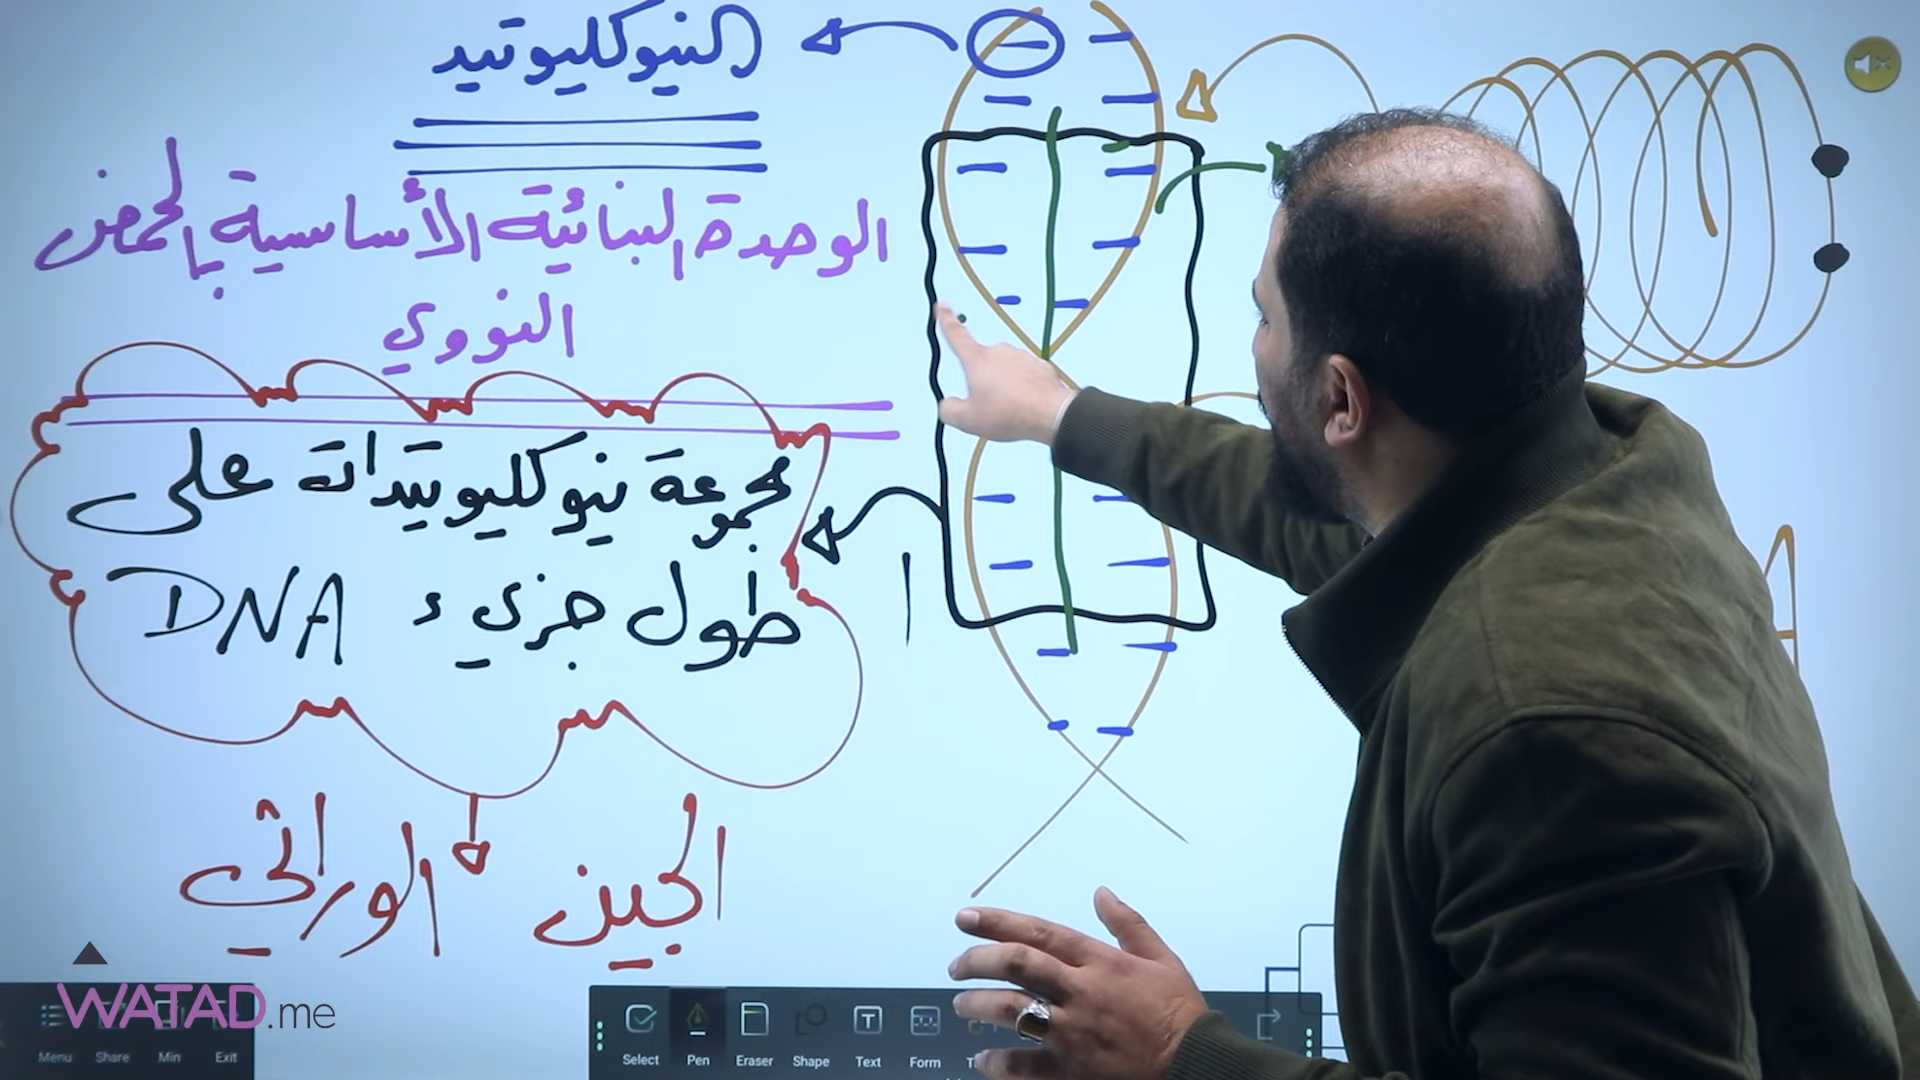 النيوكليوتيد
الوحدة البنائية الأساسية بالحمض
النووي
مجموعة نيوكليوتيدات على
طول جزيء DNA
الجين الوراثي
A
WATAD.me
Menu Share Min Exit
Select Pen Eraser Shape Text Form